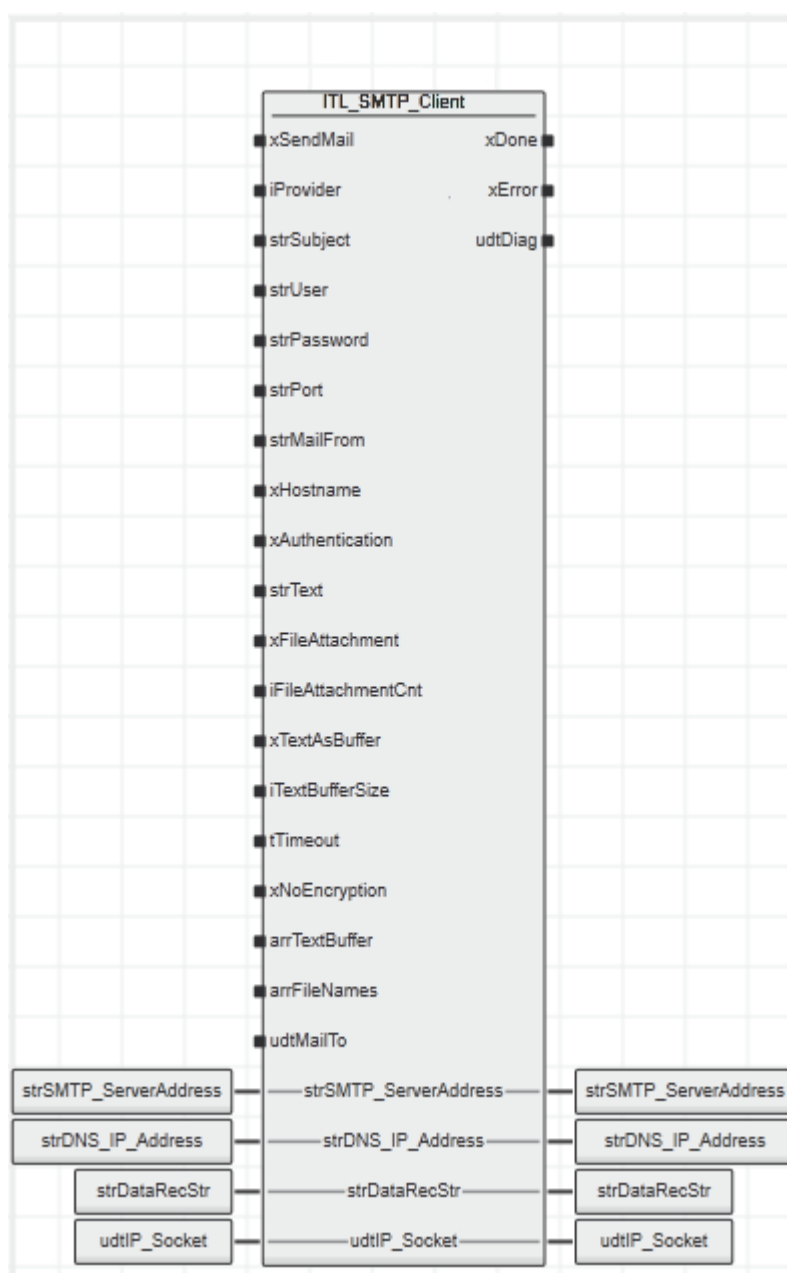 ITL_SMTP_Client
xSendMail xDone
iProvider xError
strSubject udtDiag
strUser
strPassword
strPort
strMailFrom
xHostname
xAuthentication
strText
xFileAttachment
iFileAttachmentCnt
xTextAsBuffer
iTextBufferSize
tTimeout
xNoEncryption
arrTextBuffer
arrFileNames
udtMailTo
strSMTP_ServerAddress strSMTP_ServerAddress strSMTP_ServerAddress
strDNS_IP_Address strDNS_IP_Address strDNS_IP_Address
strDataRecStr strDataRecStr strDataRecStr
udtIP_Socket udtIP_Socket udtIP_Socket